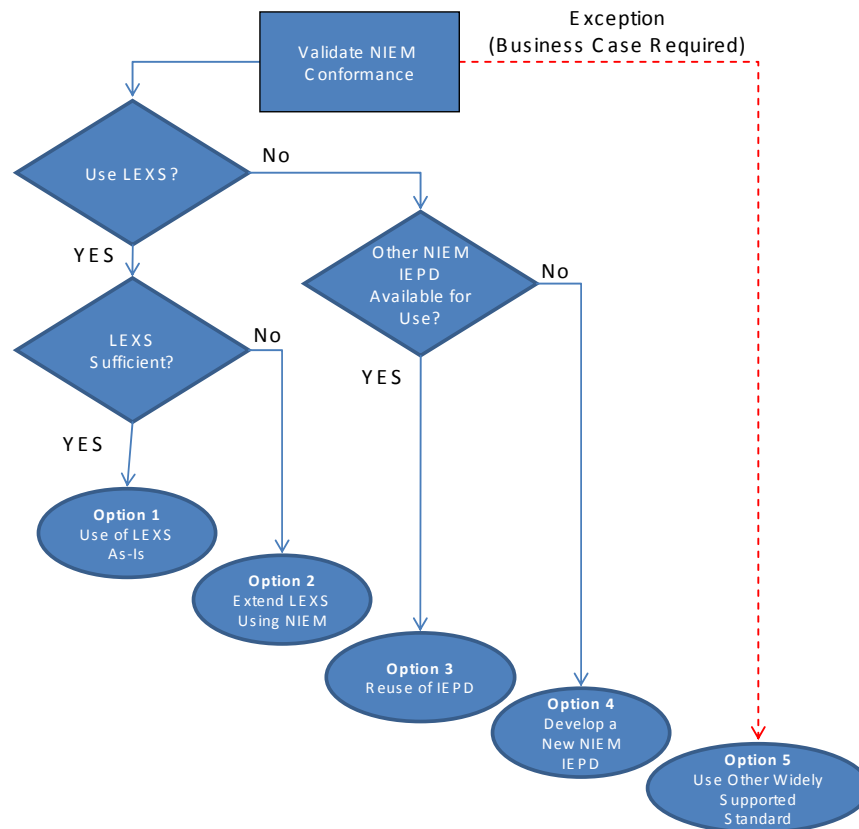 Exception
(Business Case Required)
Validate NIEM
Conformance
Use LEXS?
No
YES
Other NIEM
IEPD
Available for
Use?
No
LEXS
Sufficient?
No
YES
YES
Option 1
Use of LEXS
As-Is
Option 2
Extend LEXS
Using NIEM
Option 3
Reuse of IEPD
Option 4
Develop a
New NIEM
IEPD
Option 5
Use Other Widely
Supported
Standard